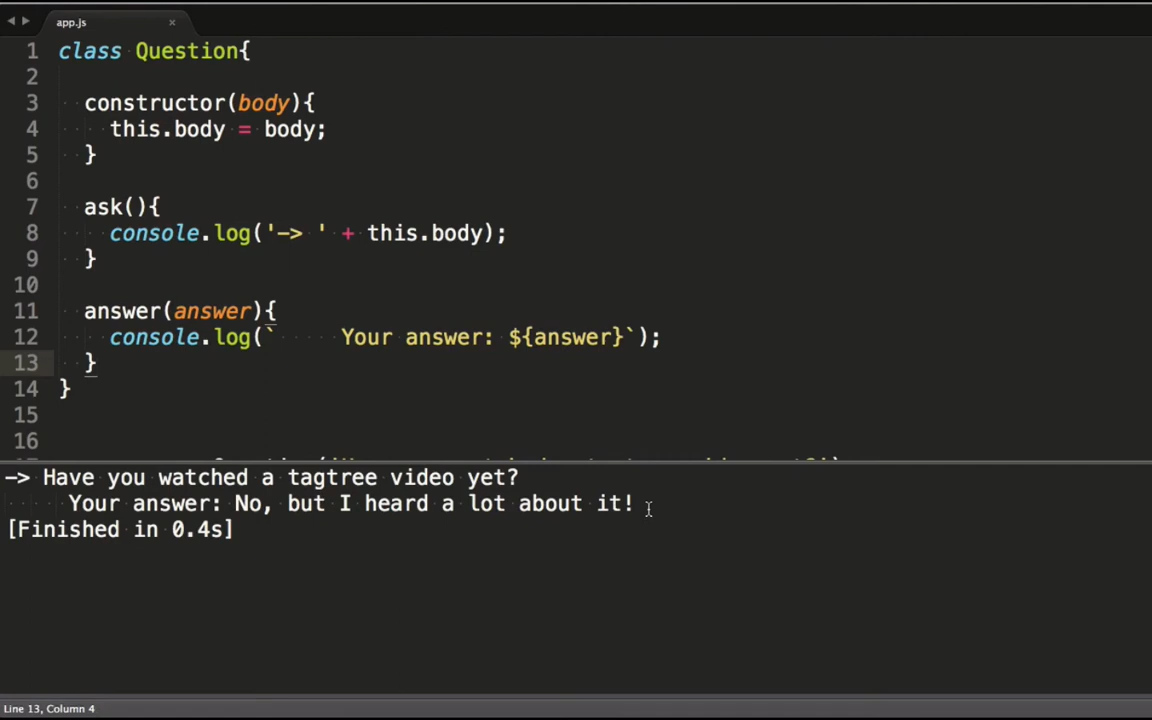 app.js ×
1 class Question{
2
3 constructor(body){
4 this.body = body;
5 }
6
7 ask(){
8 console.log('-> ' + this.body);
9 }
10
11 answer(answer){
12 console.log(` Your answer: ${answer}`);
13 }
14 }
15
16
-> Have you watched a tagtree video yet?
Your answer: No, but I heard a lot about it!
[Finished in 0.4s]
Line 13, Column 4